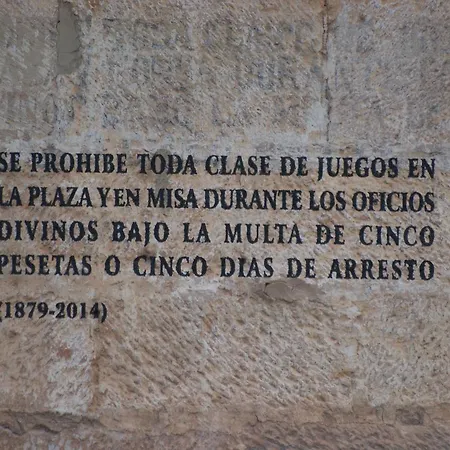 SE PROHIBE TODA CLASE DE JUEGOS EN
LA PLAZA Y EN MISA DURANTE LOS OFICIOS
DIVINOS BAJO LA MULTA DE CINCO
PESETAS O CINCO DIAS DE ARRESTO
(1879-2014)